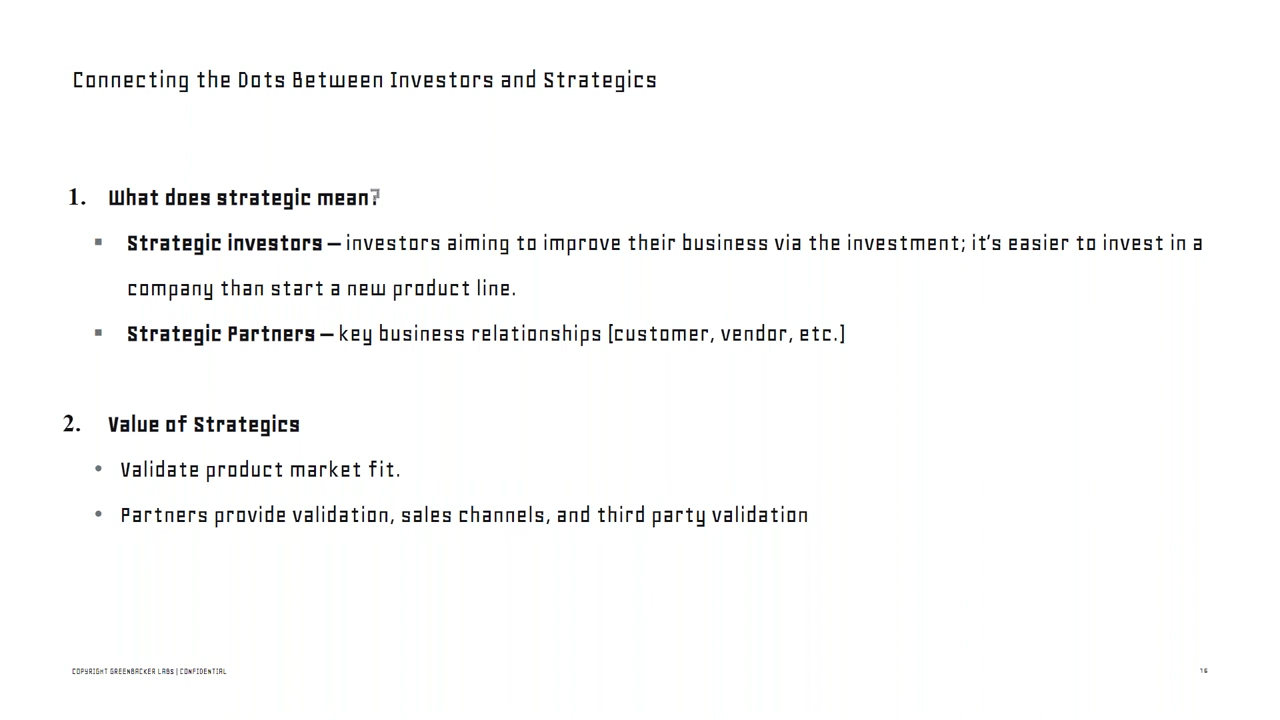 Connecting the Dots Between Investors and Strategics
1. What does strategic mean?
▪ Strategic investors – investors aiming to improve their business via the investment; it's easier to invest in a
company than start a new product line.
▪ Strategic Partners – key business relationships [customer, vendor, etc.]
2. Value of Strategics
• Validate product market fit.
• Partners provide validation, sales channels, and third party validation
COPYRIGHT GREENBACKER LABS | CONFIDENTIAL
16